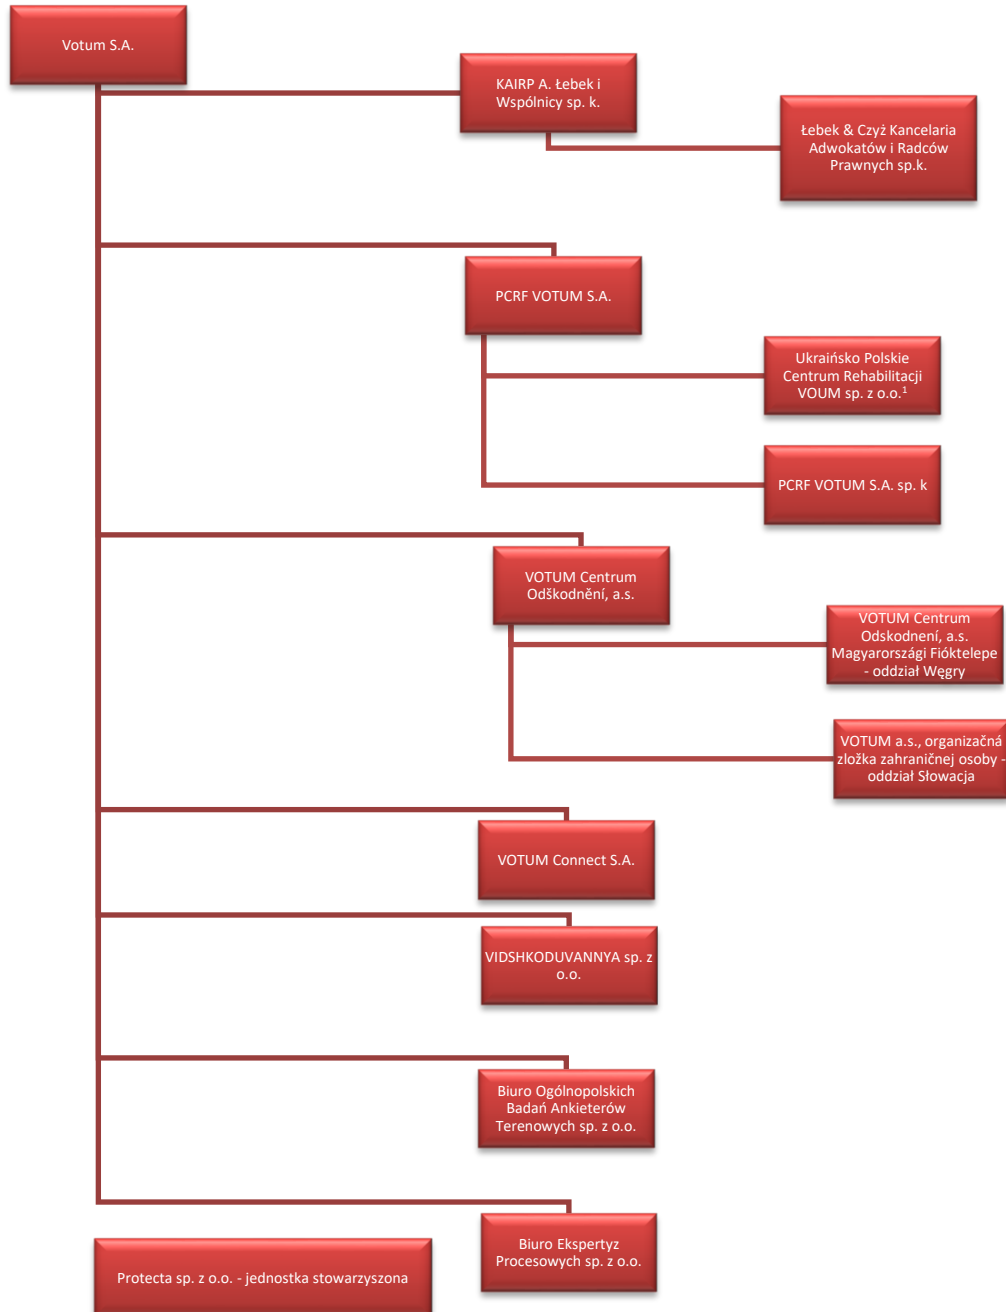 Votum S.A.
KAIRP A. Łebek i
Wspólnicy sp. k.
Łebek & Czyż Kancelaria
Adwokatów i Radców
Prawnych sp.k.
PCRF VOTUM S.A.
Ukraińsko Polskie
Centrum Rehabilitacji
VOUM sp. z o.o.¹
PCRF VOTUM S.A. sp. k
VOTUM Centrum
Odškodnění, a.s.
VOTUM Centrum
Odskodnení, a.s.
Magyarországi Fióktelepe
- oddział Węgry
VOTUM a.s., organizačná
zložka zahraničnej osoby -
oddział Słowacja
VOTUM Connect S.A.
VIDSHKODUVANNYA sp. z
o.o.
Biuro Ogólnopolskich
Badań Ankieterów
Terenowych sp. z o.o.
Biuro Ekspertyz
Procesowych sp. z o.o.
Protecta sp. z o.o. - jednostka stowarzyszona